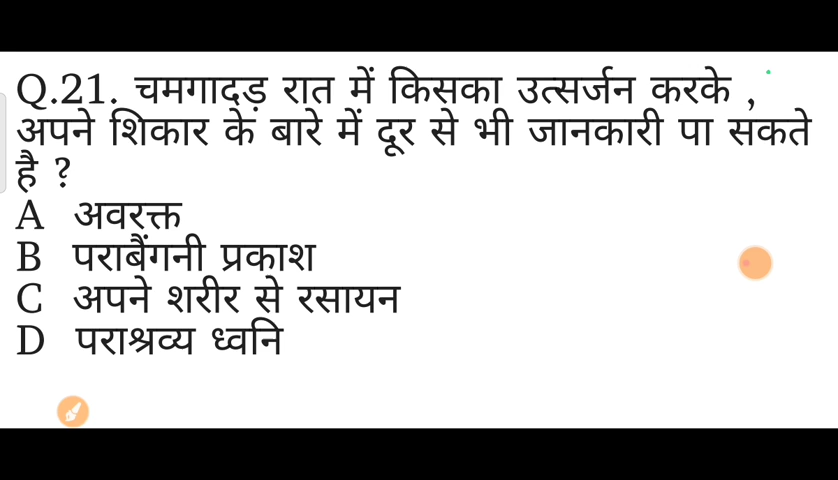 Q.21. चमगादड़ रात में किसका उत्सर्जन करके ,
अपने शिकार के बारे में दूर से भी जानकारी पा सकते
है ?
A अवरक्त
B पराबैंगनी प्रकाश
C अपने शरीर से रसायन
D पराश्रव्य ध्वनि